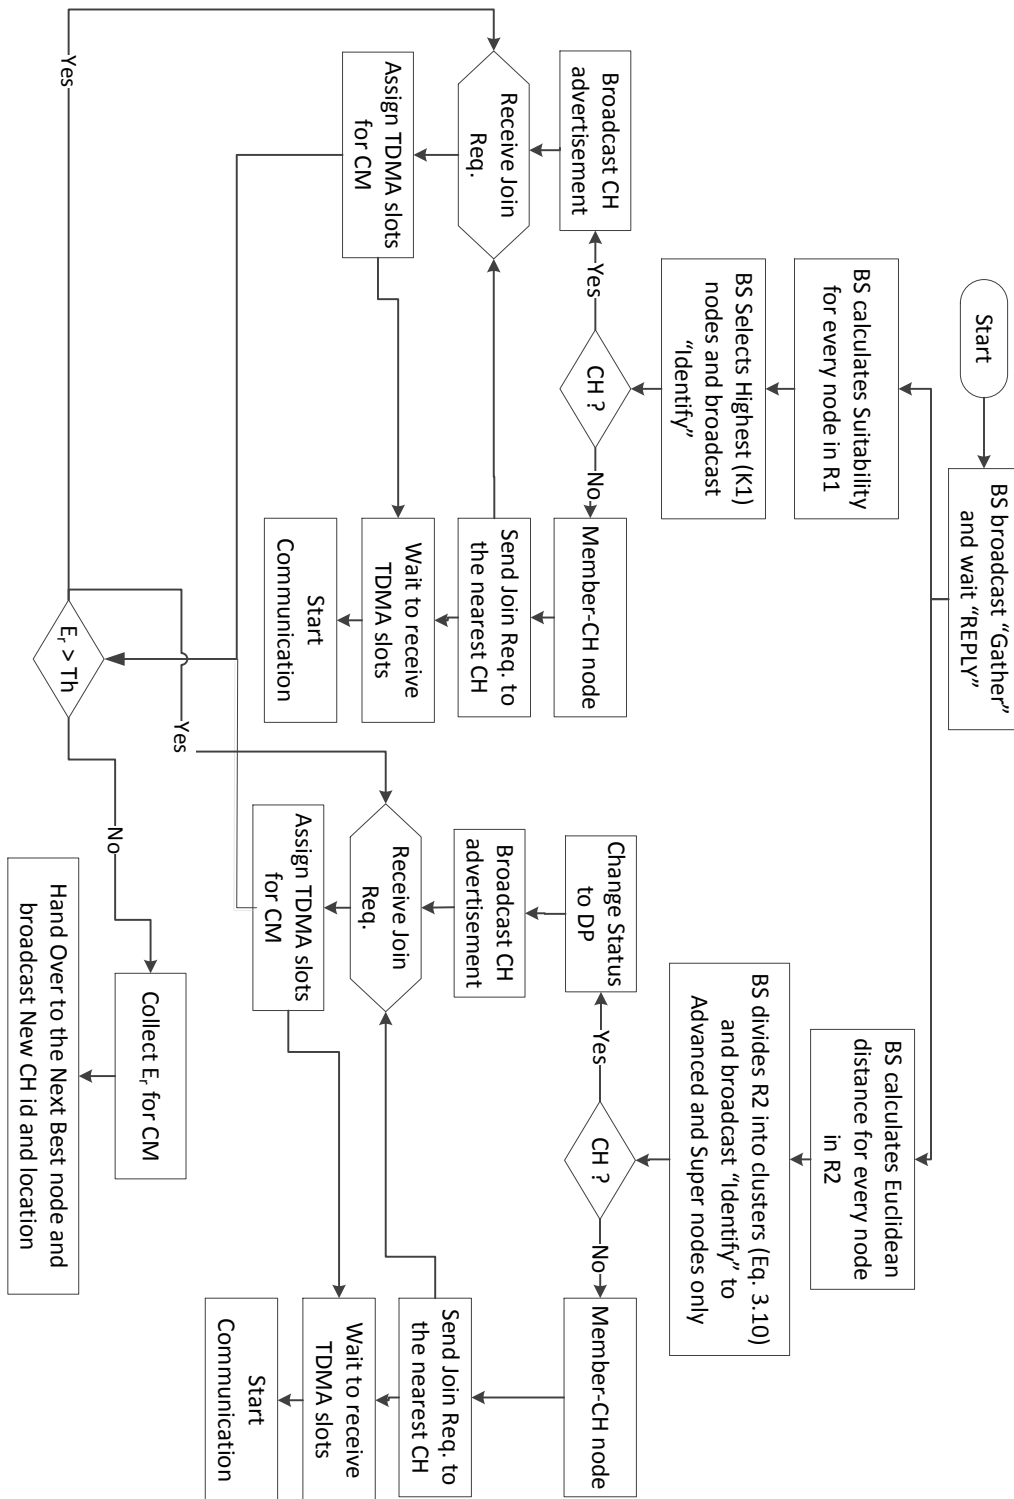 Start
BS broadcast “Gather”
and wait “REPLY”
BS calculates Suitability
for every node in R1
BS Selects Highest (K1)
nodes and broadcast
“Identify”
CH ?
Yes
No
Broadcast CH
advertisement
Member-CH node
Receive Join
Req.
Send Join Req. to
the nearest CH
Assign TDMA slots
for CM
Wait to receive
TDMA slots
Start
Communication
BS calculates Euclidean
distance for every node
in R2
BS divides R2 into clusters (Eq. 3.10)
and broadcast “Identify” to
Advanced and Super nodes only
CH ?
Yes
No
Change Status
to DP
Member-CH node
Broadcast CH
advertisement
Receive Join
Req.
Send Join Req. to
the nearest CH
Assign TDMA slots
for CM
Wait to receive
TDMA slots
Start
Communication
Yes
Er > Th
Yes
No
Collect Er for CM
Hand Over to the Next Best node and
broadcast New CH id and location